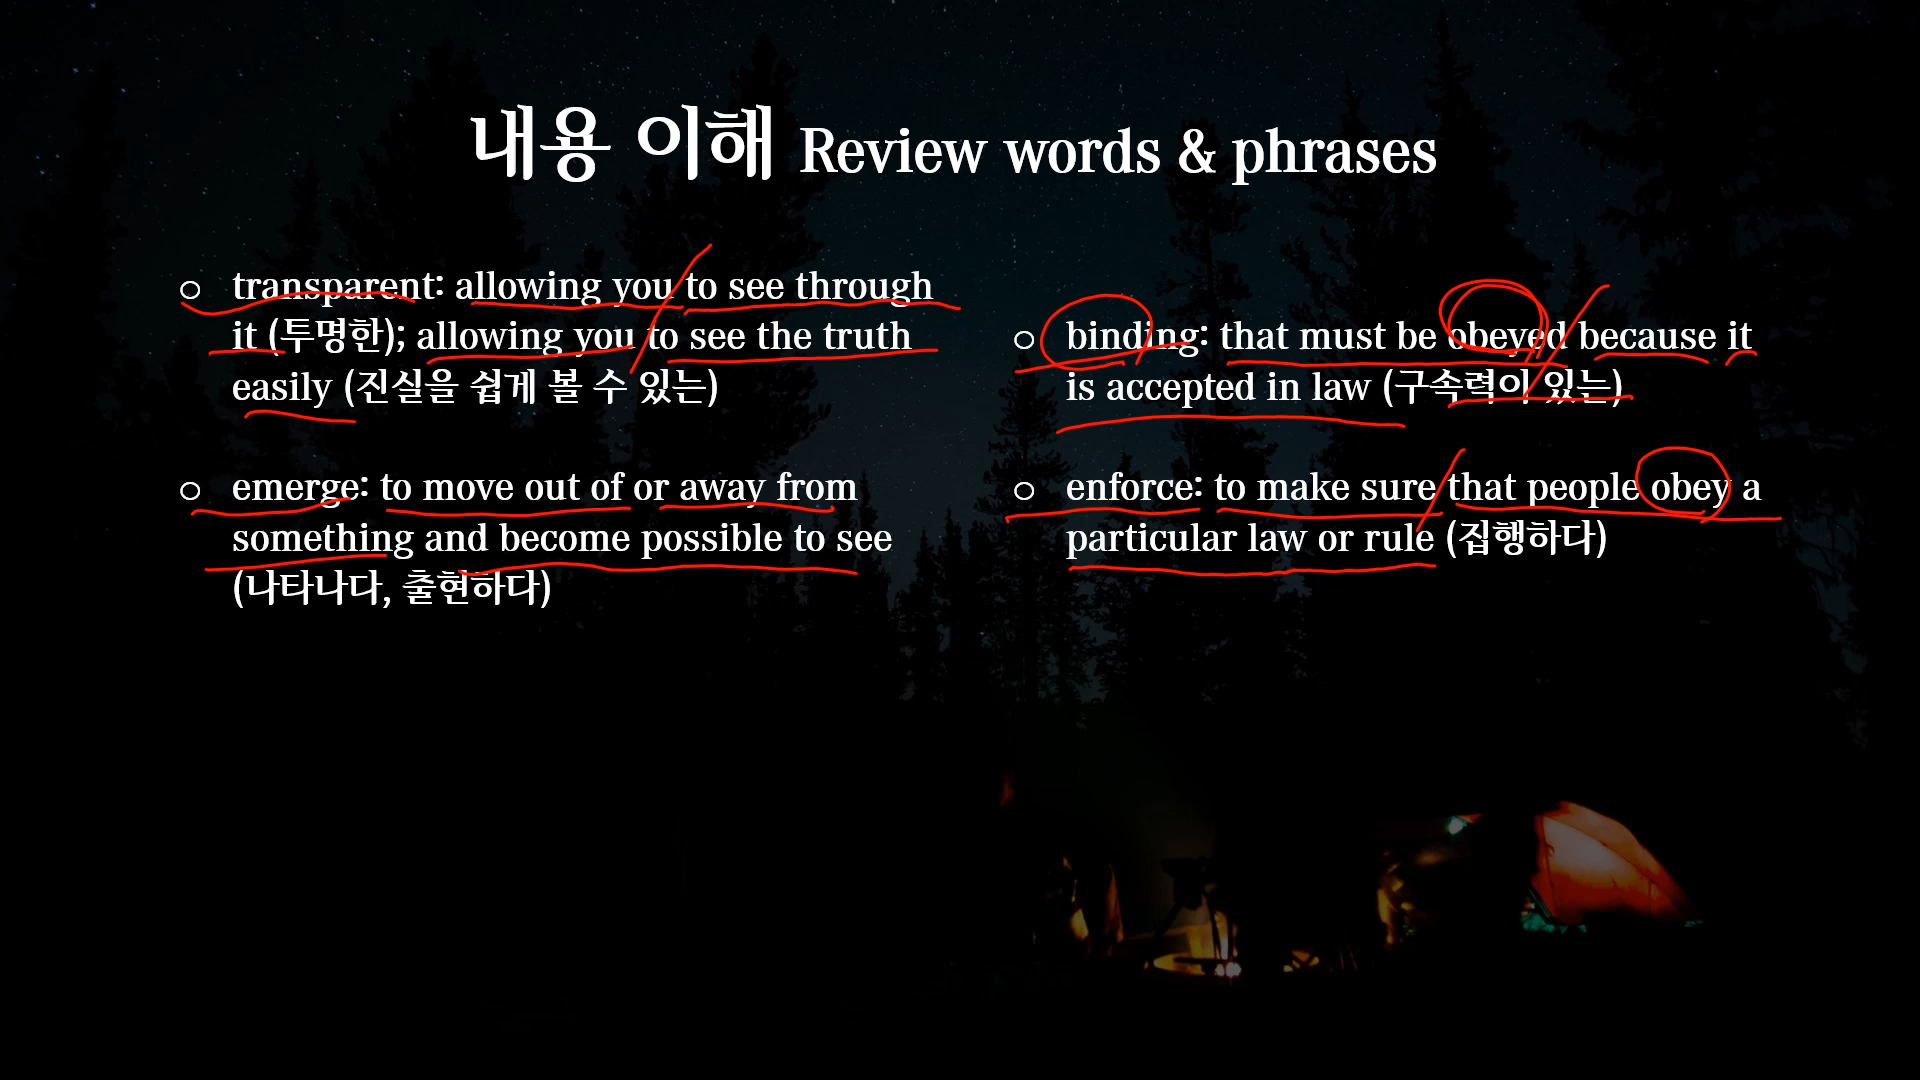 내용 이해 Review words & phrases
transparent: allowing you to see through
it (투명한); allowing you to see the truth
easily (진실을 쉽게 볼 수 있는)
emerge: to move out of or away from
something and become possible to see
(나타나다, 출현하다)
binding: that must be obeyed because it
is accepted in law (구속력이 있는)
enforce: to make sure that people obey a
particular law or rule (집행하다)